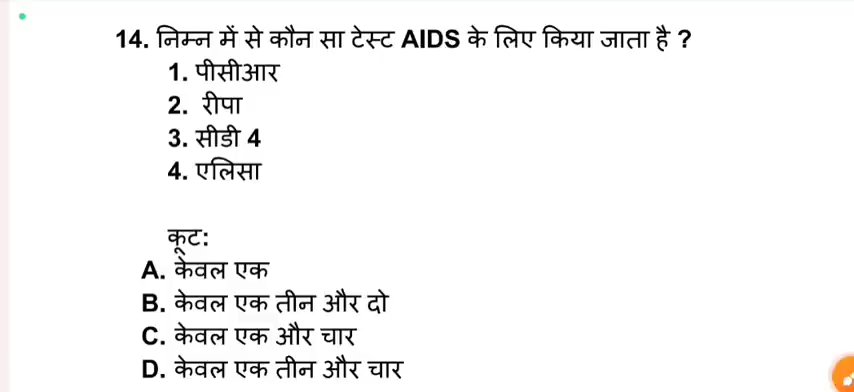 14. निम्न में से कौन सा टेस्ट AIDS के लिए किया जाता है ?
1. पीसीआर
2. रीपा
3. सीडी 4
4. एलिसा
कूट:
A. केवल एक
B. केवल एक तीन और दो
C. केवल एक और चार
D. केवल एक तीन और चार